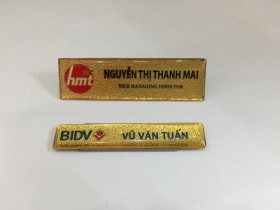 hmt
NGUYỄN THỊ THANH MAI
VICE MANAGING DIRECTOR
BIDV VŨ VĂN TUẤN